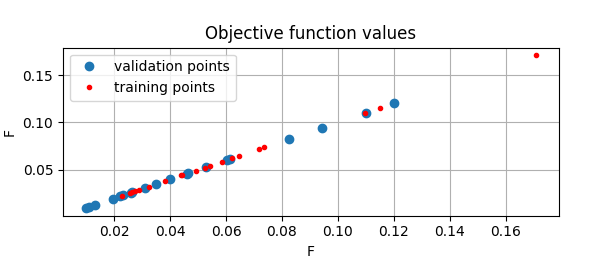 Objective function values
validation points
training points
0.15
0.10
0.05
F
0.02 0.04 0.06 0.08 0.10 0.12 0.14 0.16
F